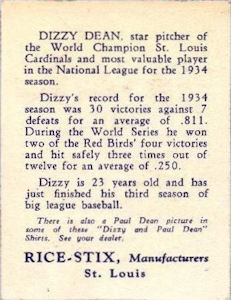 DIZZY DEAN, star pitcher of
the World Champion St. Louis
Cardinals and most valuable player
in the National League for the 1934
season.
Dizzy's record for the 1934
season was 30 victories against 7
defeats for an average of .811.
During the World Series he won
two of the Red Birds' four victories
and hit safely three times out of
twelve for an average of .250.
Dizzy is 23 years old and has
just finished his third season of
big league baseball.
There is also a Paul Dean picture in
some of these "Dizzy and Paul Dean"
Shirts. See your dealer.
RICE-STIX, Manufacturers
St. Louis